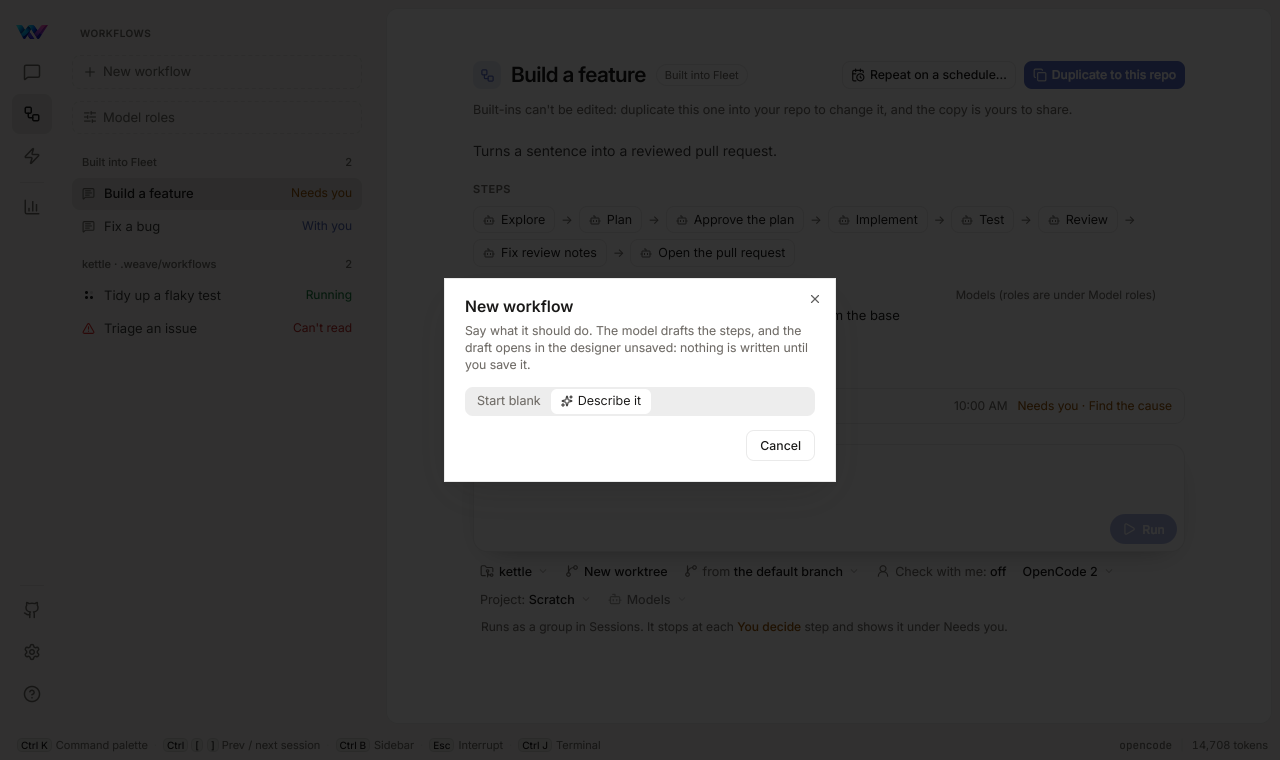 WORKFLOWS
New workflow
Model roles
Built into Fleet 2
Build a feature Needs you
Fix a bug With you
kettle · .weave/workflows 2
Tidy up a flaky test Running
Triage an issue Can't read
Build a feature Built into Fleet Repeat on a schedule... Duplicate to this repo
Built-ins can't be edited: duplicate this one into your repo to change it, and the copy is yours to share.
Turns a sentence into a reviewed pull request.
STEPS
Explore → Plan → Approve the plan → Implement → Test → Review →
Fix review notes → Open the pull request
Models (roles are under Model roles)
the base
10:00 AM Needs you · Find the cause
New workflow
Say what it should do. The model drafts the steps, and the
draft opens in the designer unsaved: nothing is written until
you save it.
Start blank Describe it
Cancel
Run
kettle New worktree from the default branch Check with me: off OpenCode 2
Project: Scratch Models
Runs as a group in Sessions. It stops at each You decide step and shows it under Needs you.
Ctrl K Command palette Ctrl [ ] Prev / next session Ctrl B Sidebar Esc Interrupt Ctrl J Terminal
opencode 14,708 tokens